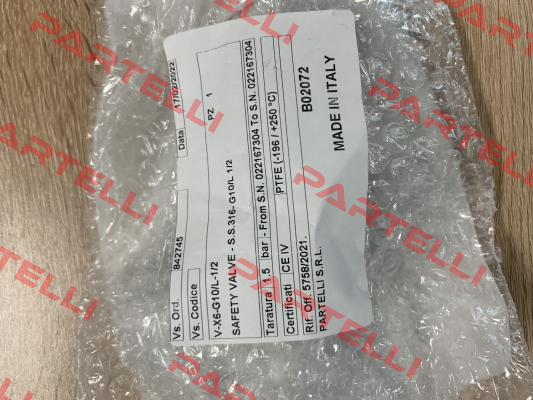 Vs. Ord. 842745 Data: 17/02/2022
Vs. Codice
V-X6-G10/L-1/2 PZ 1
SAFETY VALVE - S.S.316- G10/L 1/2
Taratura 1.5 bar - From S.N. 022167304 To S.N. 022167304
Certificati CE IV PTFE (-196 / +250 °C)
Rif. Off. 5758/2021.
PARTELLI S.R.L. B02072
MADE IN ITALY
PARTELLI
PARTELLI
PARTELLI
PARTELLI
PARTELLI